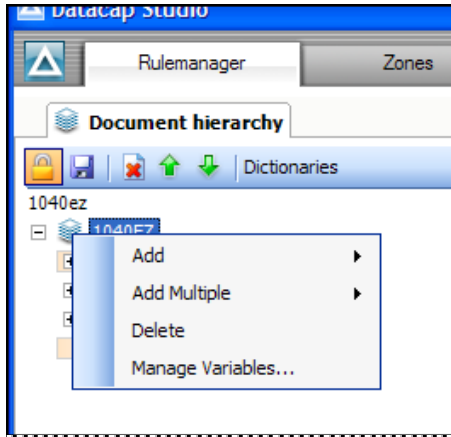 Datacap Studio
Rulemanager
Zones
Document hierarchy
Dictionaries
1040ez
1040EZ
Add
Add Multiple
Delete
Manage Variables...